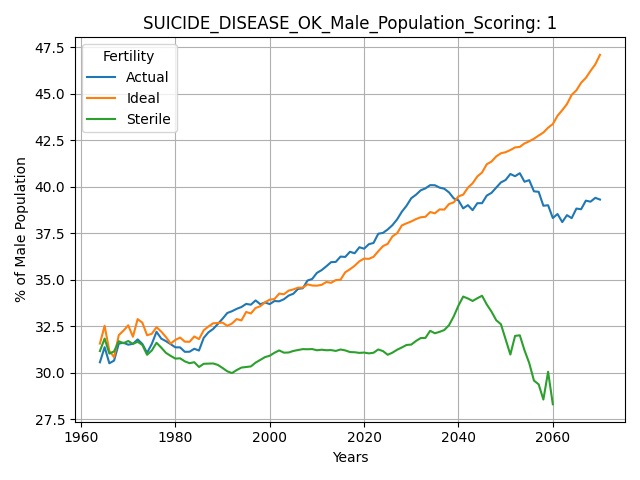 SUICIDE_DISEASE_OK_Male_Population_Scoring: 1
Fertility
Actual
Ideal
Sterile
% of Male Population
47.5
45.0
42.5
40.0
37.5
35.0
32.5
30.0
27.5
1960
1980
2000
2020
2040
2060
Years